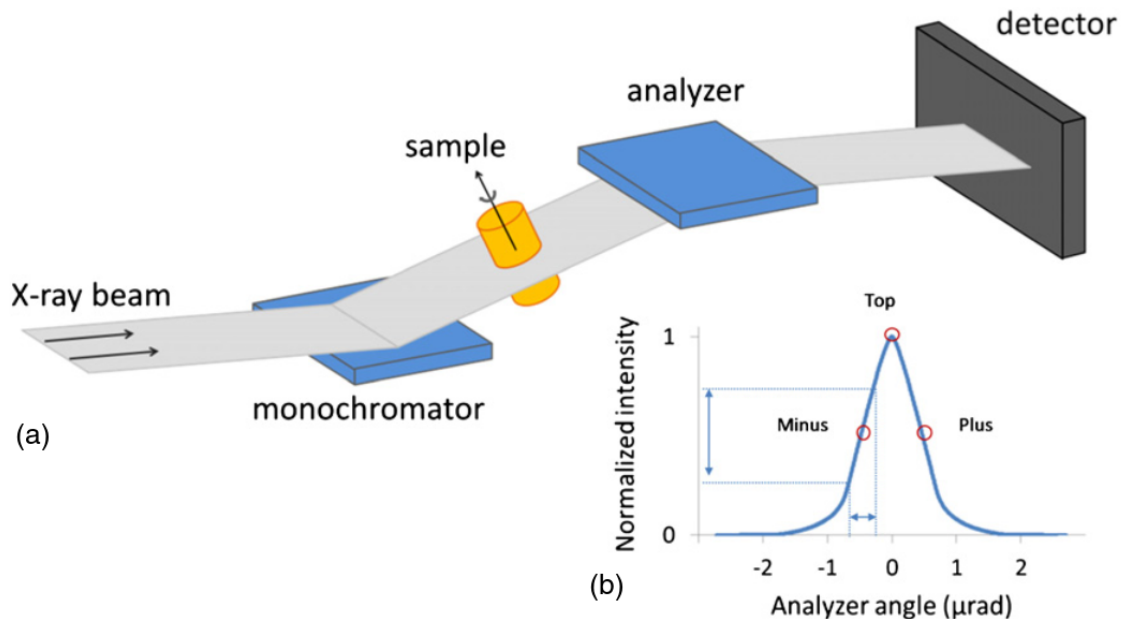 detector
analyzer
sample
X-ray beam
monochromator
(a)
Top
1
Minus
Plus
Normalized intensity
0
-2 -1 0 1 2
(b)
Analyzer angle (μrad)